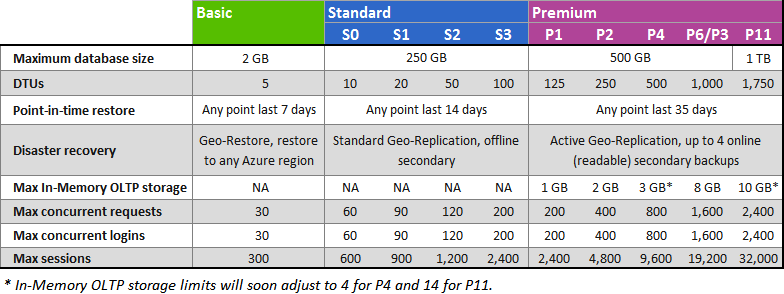 Basic Standard Premium
S0 S1 S2 S3 P1 P2 P4 P6/P3 P11
Maximum database size 2 GB 250 GB 500 GB 1 TB
DTUs 5 10 20 50 100 125 250 500 1,000 1,750
Point-in-time restore Any point last 7 days Any point last 14 days Any point last 35 days
Disaster recovery Geo-Restore, restore to any Azure region Standard Geo-Replication, offline secondary Active Geo-Replication, up to 4 online (readable) secondary backups
Max In-Memory OLTP storage NA NA NA NA NA 1 GB 2 GB 3 GB* 8 GB 10 GB*
Max concurrent requests 30 60 90 120 200 200 400 800 1,600 2,400
Max concurrent logins 30 60 90 120 200 200 400 800 1,600 2,400
Max sessions 300 600 900 1,200 2,400 2,400 4,800 9,600 19,200 32,000
* In-Memory OLTP storage limits will soon adjust to 4 for P4 and 14 for P11.